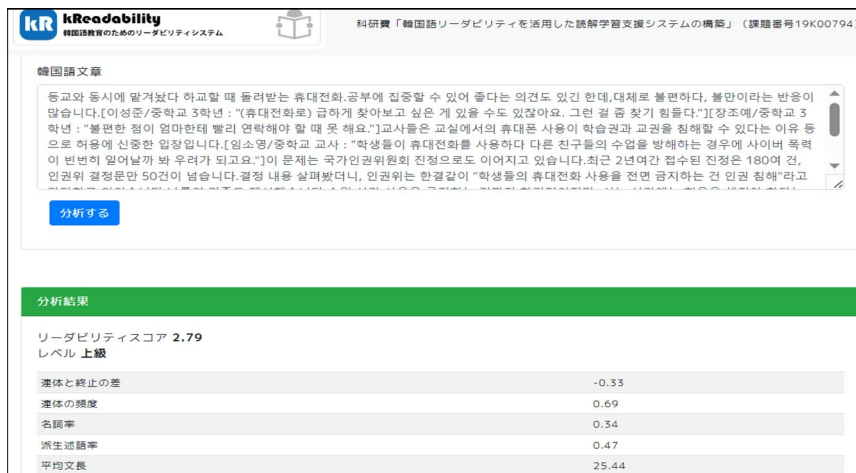 kR kReadability
韓国語教育のためのリーダビリティシステム
科研費「韓国語リーダビリティを活用した読解学習支援システムの構築」（課題番号19K00794）
韓国語文章
등교와 동시에 맡겨놨다 하교할 때 돌려받는 휴대전화.공부에 집중할 수 있어 좋다는 의견도 있긴 한데,대체로 불편하다, 불만이라는 반응이
많습니다.[이성준/중학교 3학년 : "(휴대전화로) 급하게 찾아보고 싶은 게 있을 수도 있잖아요. 그런 걸 좀 찾기 힘들다."][장조예/중학교 3
학년 : "불편한 점이 엄마한테 빨리 연락해야 할 때 못 해요."]교사들은 교실에서의 휴대폰 사용이 학습권과 교권을 침해할 수 있다는 이유 등
으로 허용에 신중한 입장입니다.[임소영/중학교 교사 : "학생들이 휴대전화를 사용하다 다른 친구들의 수업을 방해하는 경우에 사이버 폭력
이 빈번히 일어날까 봐 우려가 되고요."]이 문제는 국가인권위원회 진정으로도 이어지고 있습니다.최근 2년여간 접수된 진정은 180여 건,
인권위 결정문만 50건이 넘습니다.결정 내용 살펴봤더니, 인권위는 한결같이 "학생들의 휴대전화 사용을 전면 금지하는 건 인권 침해"라고
分析する
分析結果
リーダビリティスコア 2.79
レベル 上級
連体と終止の差 -0.33
連体の頻度 0.69
名詞率 0.34
派生述語率 0.47
平均文長 25.44